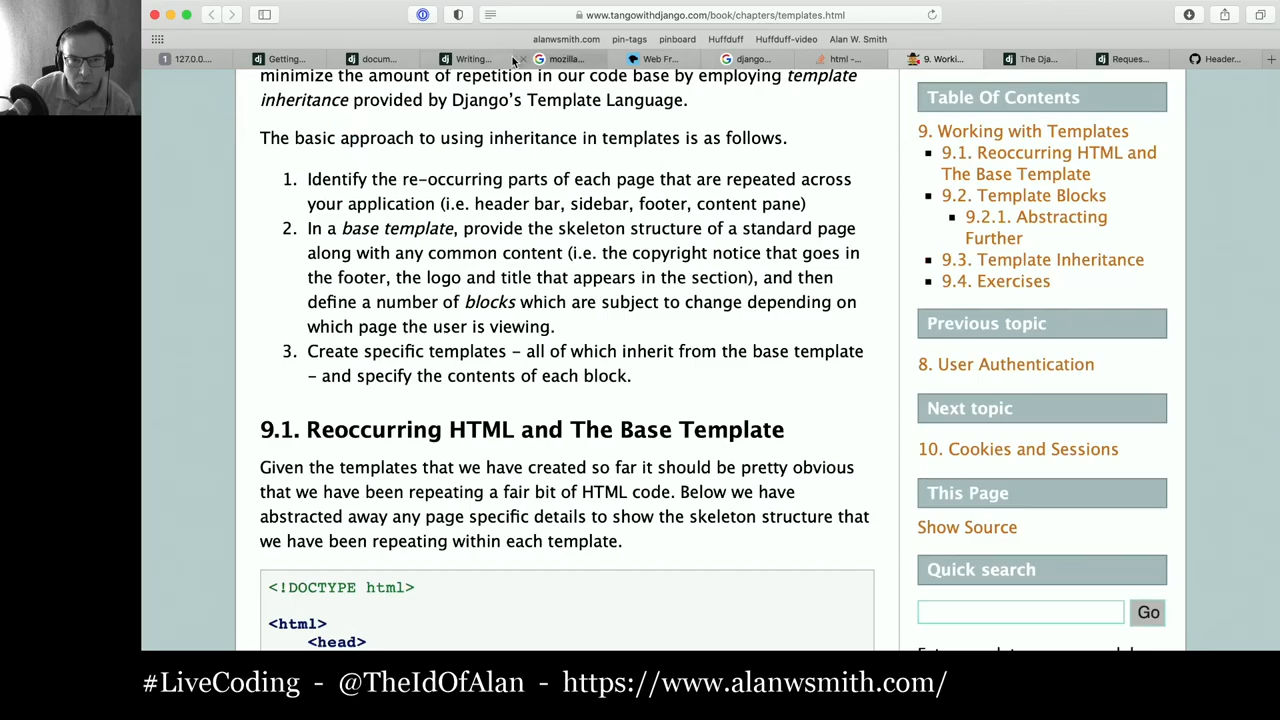 www.tangowithdjango.com/book/chapters/templates.html
alanwsmith.com pin-tags pinboard Huffduff Huffduff-video Alan W. Smith
1 127.0.0. dj Getting... dj docum... dj Writing... mozilla... Web Fr... django... html -... 9. Worki... dj The Dja... dj Reques... Header...
minimize the amount of repetition in our code base by employing template
inheritance provided by Django's Template Language.
The basic approach to using inheritance in templates is as follows.
1. Identify the re-occurring parts of each page that are repeated across
your application (i.e. header bar, sidebar, footer, content pane)
2. In a base template, provide the skeleton structure of a standard page
along with any common content (i.e. the copyright notice that goes in
the footer, the logo and title that appears in the section), and then
define a number of blocks which are subject to change depending on
which page the user is viewing.
3. Create specific templates – all of which inherit from the base template
– and specify the contents of each block.
9.1. Reoccurring HTML and The Base Template
Given the templates that we have created so far it should be pretty obvious
that we have been repeating a fair bit of HTML code. Below we have
abstracted away any page specific details to show the skeleton structure that
we have been repeating within each template.
<!DOCTYPE html>
<html>
<head>
Table Of Contents
9. Working with Templates
9.1. Reoccurring HTML and
The Base Template
9.2. Template Blocks
9.2.1. Abstracting
Further
9.3. Template Inheritance
9.4. Exercises
Previous topic
8. User Authentication
Next topic
10. Cookies and Sessions
This Page
Show Source
Quick search
Go
#LiveCoding - @TheIdOfAlan - https://www.alanwsmith.com/